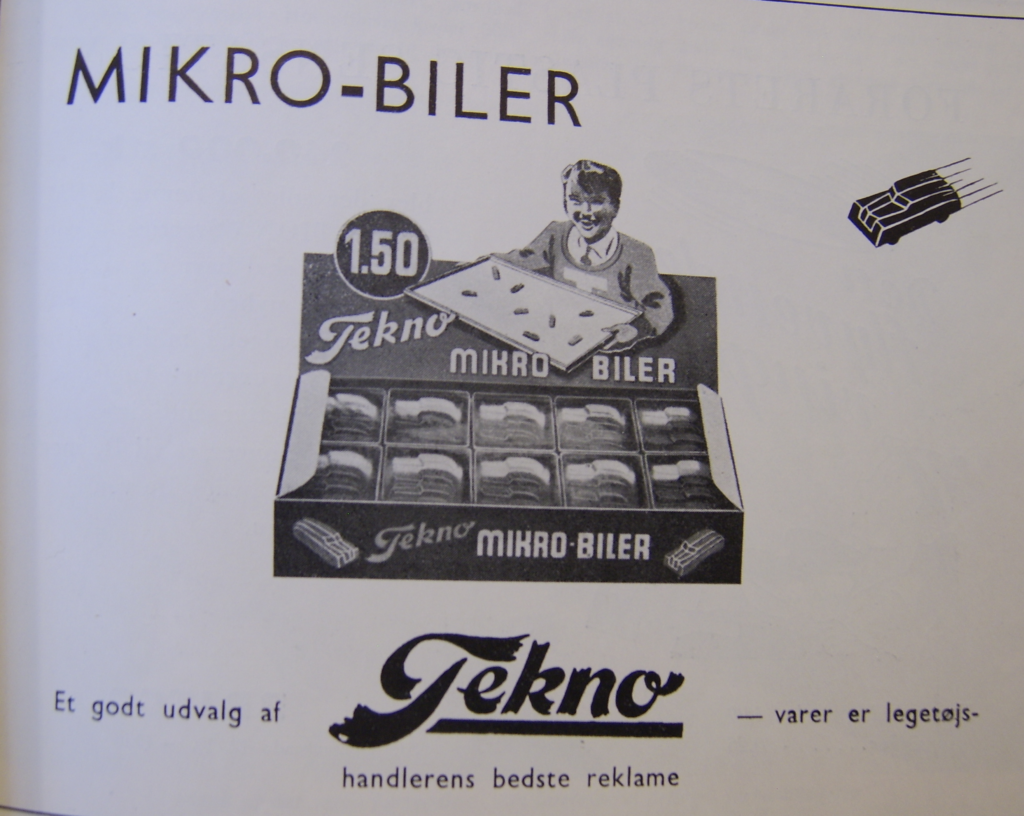 MIKRO-BILER
1.50
Tekno
MIKRO BILER
Tekno MIKRO-BILER
Et godt udvalg af Tekno — varer er legetøjs-
handlerens bedste reklame